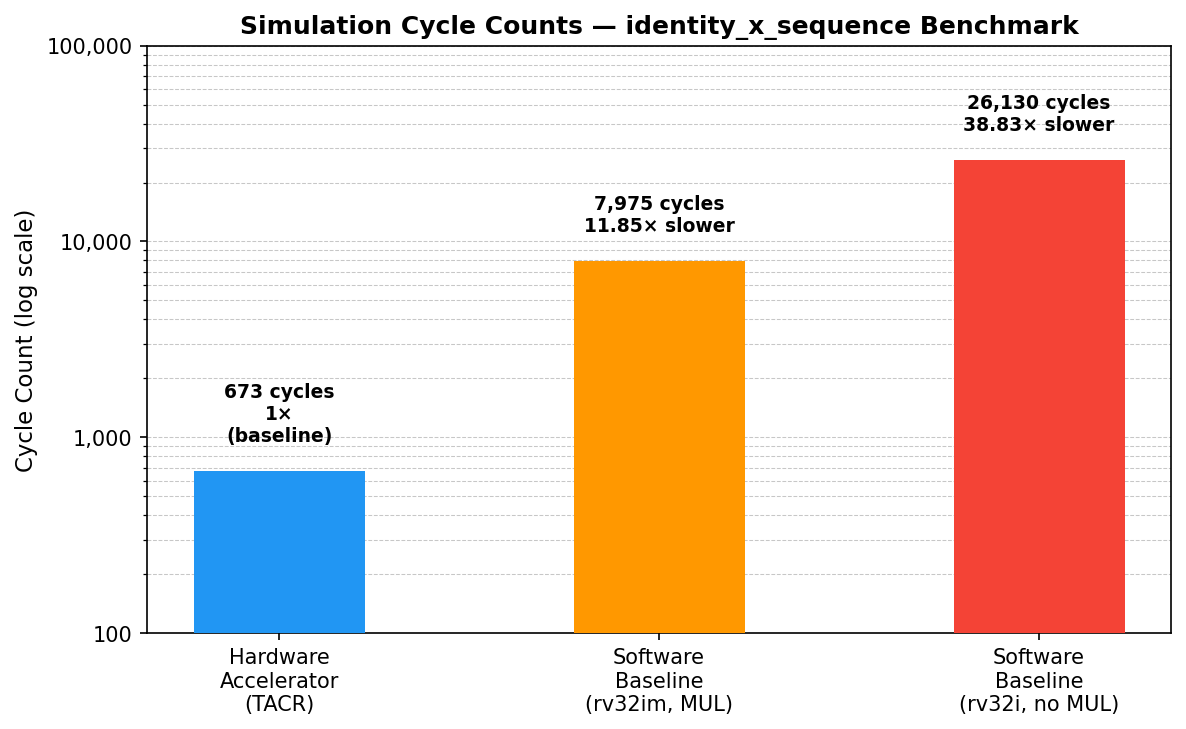 Simulation Cycle Counts — identity_x_sequence Benchmark
Cycle Count (log scale)
100,000
10,000
1,000
100
673 cycles
1×
(baseline)
7,975 cycles
11.85× slower
26,130 cycles
38.83× slower
Hardware
Accelerator
(TACR)
Software
Baseline
(rv32im, MUL)
Software
Baseline
(rv32i, no MUL)